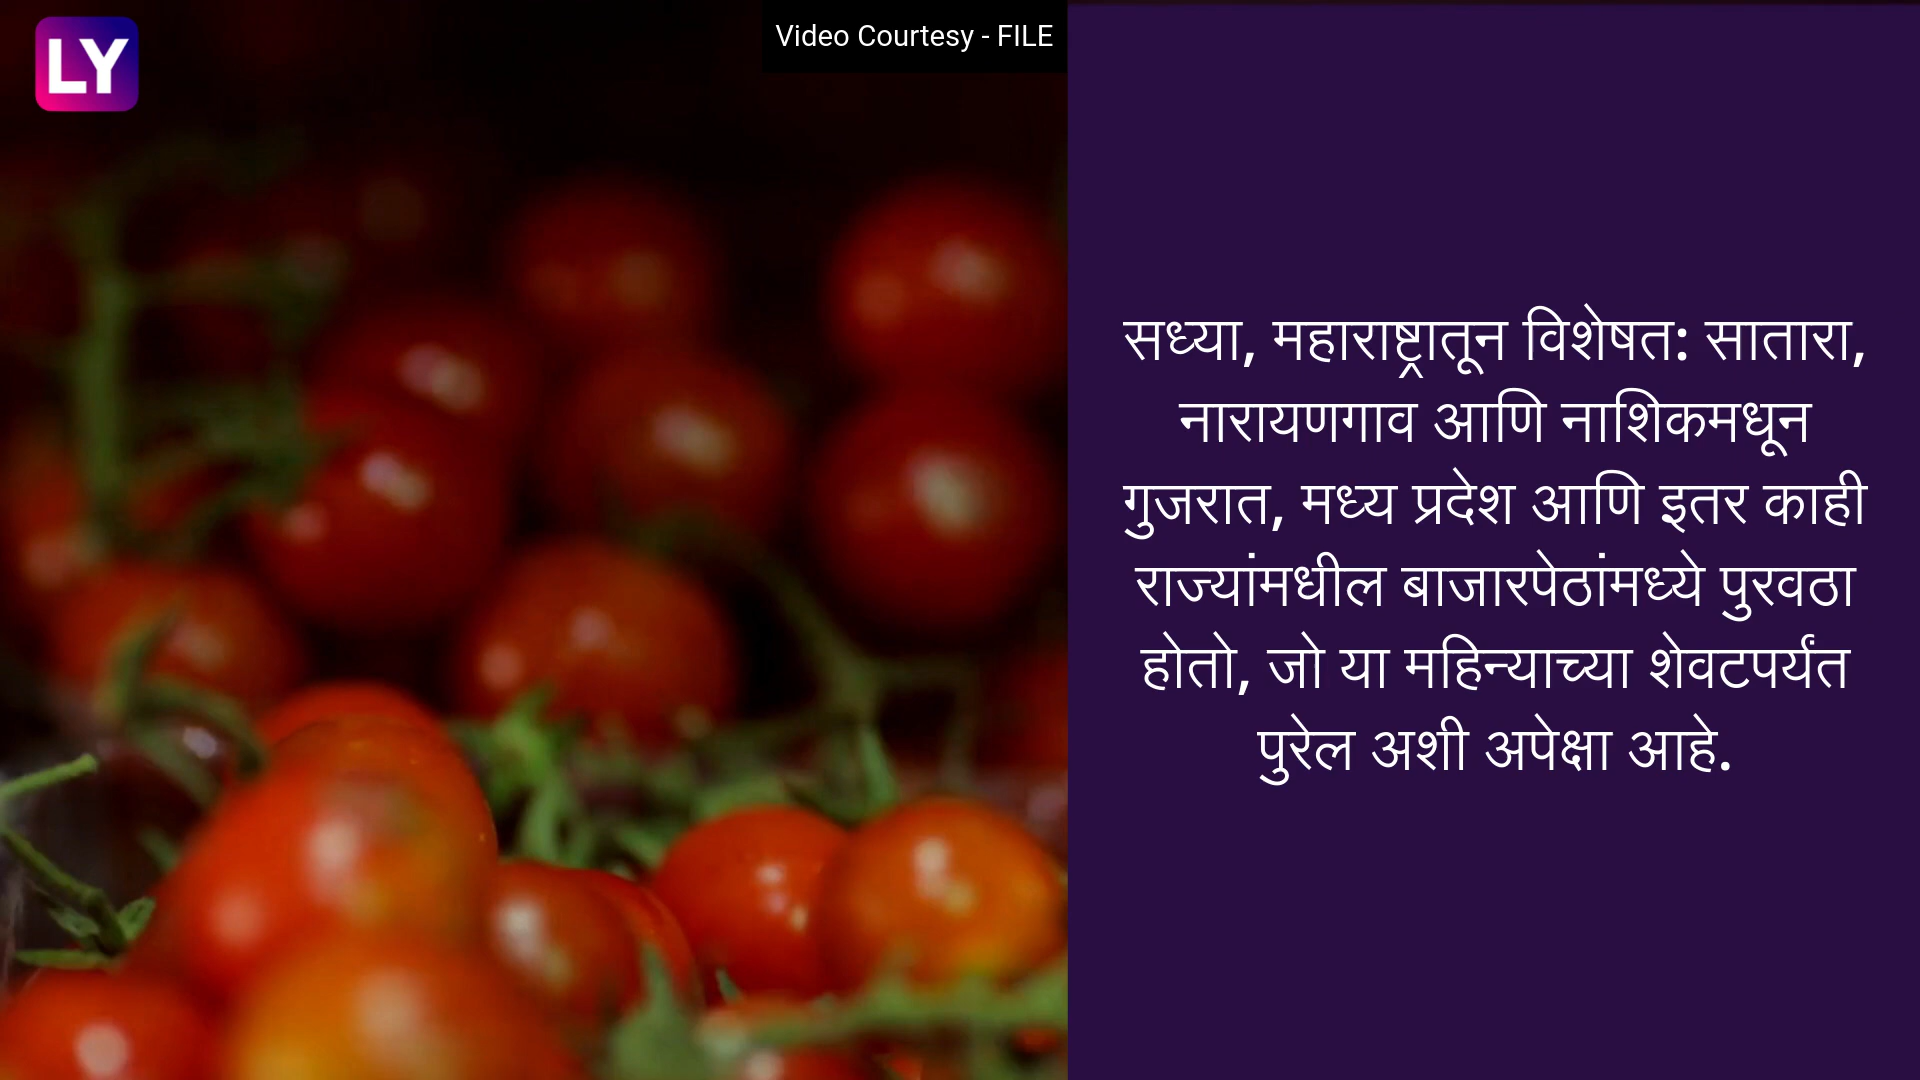 LY
Video Courtesy - FILE
सध्या, महाराष्ट्रातून विशेषत: सातारा,
नारायणगाव आणि नाशिकमधून
गुजरात, मध्य प्रदेश आणि इतर काही
राज्यांमधील बाजारपेठांमध्ये पुरवठा
होतो, जो या महिन्याच्या शेवटपर्यंत
पुरेल अशी अपेक्षा आहे.